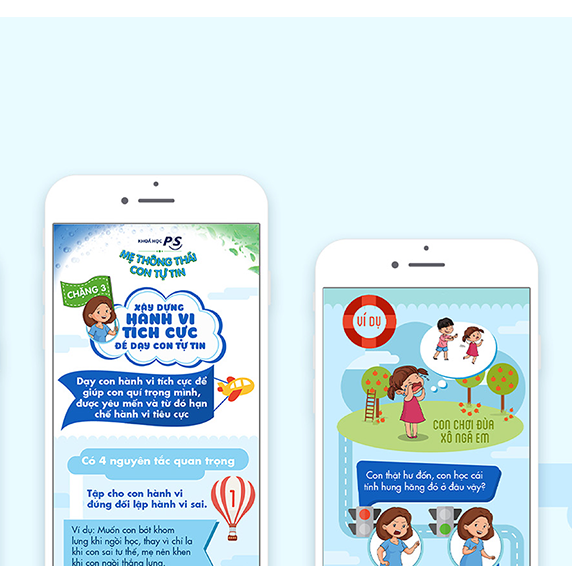 KHOÁ HỌC P/S
MẸ THÔNG THÁI
CON TỰ TIN
CHẶNG 3
XÂY DỰNG
HÀNH VI
TÍCH CỰC
ĐỂ DẠY CON TỰ TIN
Dạy con hành vi tích cực để
giúp con quí trọng mình,
được yêu mến và từ đó hạn
chế hành vi tiêu cực
Có 4 nguyên tắc quan trọng
Tập cho con hành vi
đúng đối lập hành vi sai.
1
Ví dụ: Muốn con bớt khom
lưng khi ngồi học, thay vì chỉ la
khi con sai tư thế, mẹ nên khen
khi con ngồi thẳng lưng.
VÍ DỤ
CON CHƠI ĐÙA
XÔ NGÃ EM
Con thật hư đốn, con học cái
tính hung hăng đó ở đâu vậy?